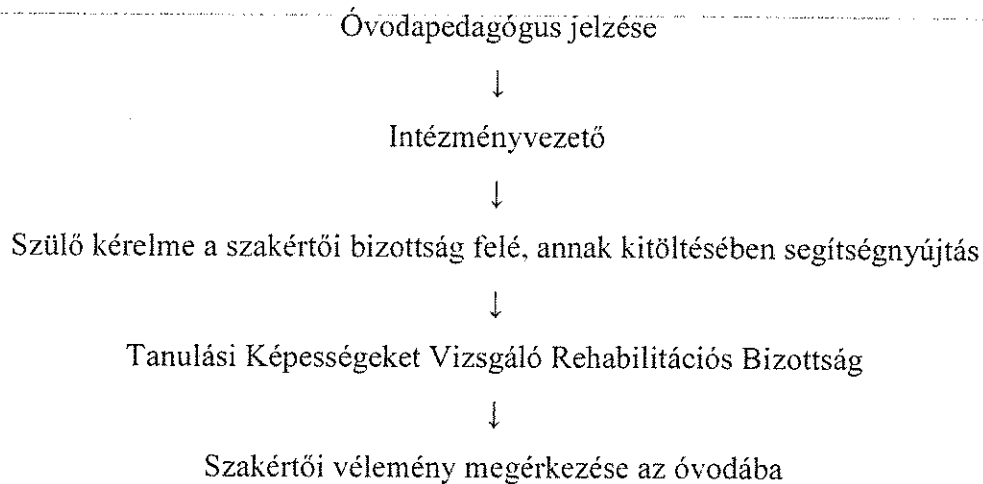 Óvodapedagógus jelzése
↓
Intézményvezető
↓
Szülő kérelme a szakértői bizottság felé, annak kitöltésében segítségnyújtás
↓
Tanulási Képességeket Vizsgáló Rehabilitációs Bizottság
↓
Szakértői vélemény megérkezése az óvodába